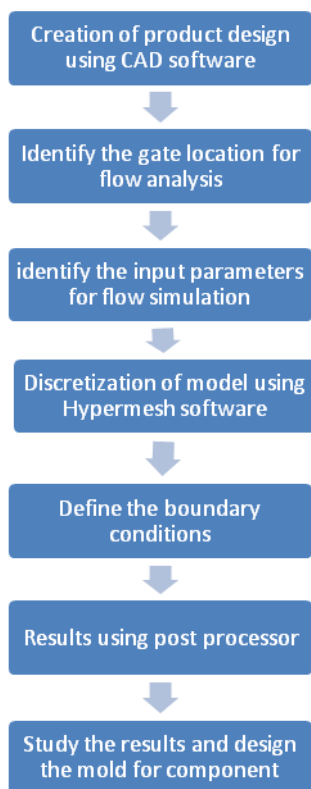 Creation of product design
using CAD software
Identify the gate location for
flow analysis
identify the input parameters
for flow simulation
Discretization of model using
Hypermesh software
Define the boundary
conditions
Results using post processor
Study the results and design
the mold for component